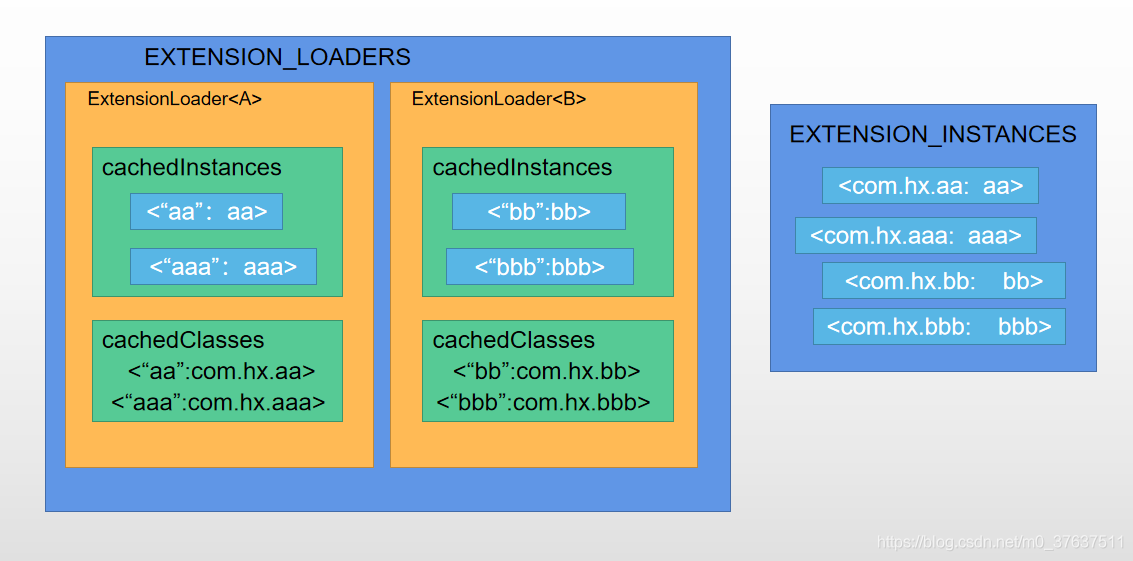 EXTENSION_LOADERS
ExtensionLoader<A>
cachedInstances
<“aa”：aa>
<“aaa”：aaa>
cachedClasses
<“aa”:com.hx.aa>
<“aaa”:com.hx.aaa>
ExtensionLoader<B>
cachedInstances
<“bb”:bb>
<“bbb”:bbb>
cachedClasses
<“bb”:com.hx.bb>
<“bbb”:com.hx.bbb>
EXTENSION_INSTANCES
<com.hx.aa: aa>
<com.hx.aaa: aaa>
<com.hx.bb: bb>
<com.hx.bbb: bbb>
https://blog.csdn.net/m0_37637511